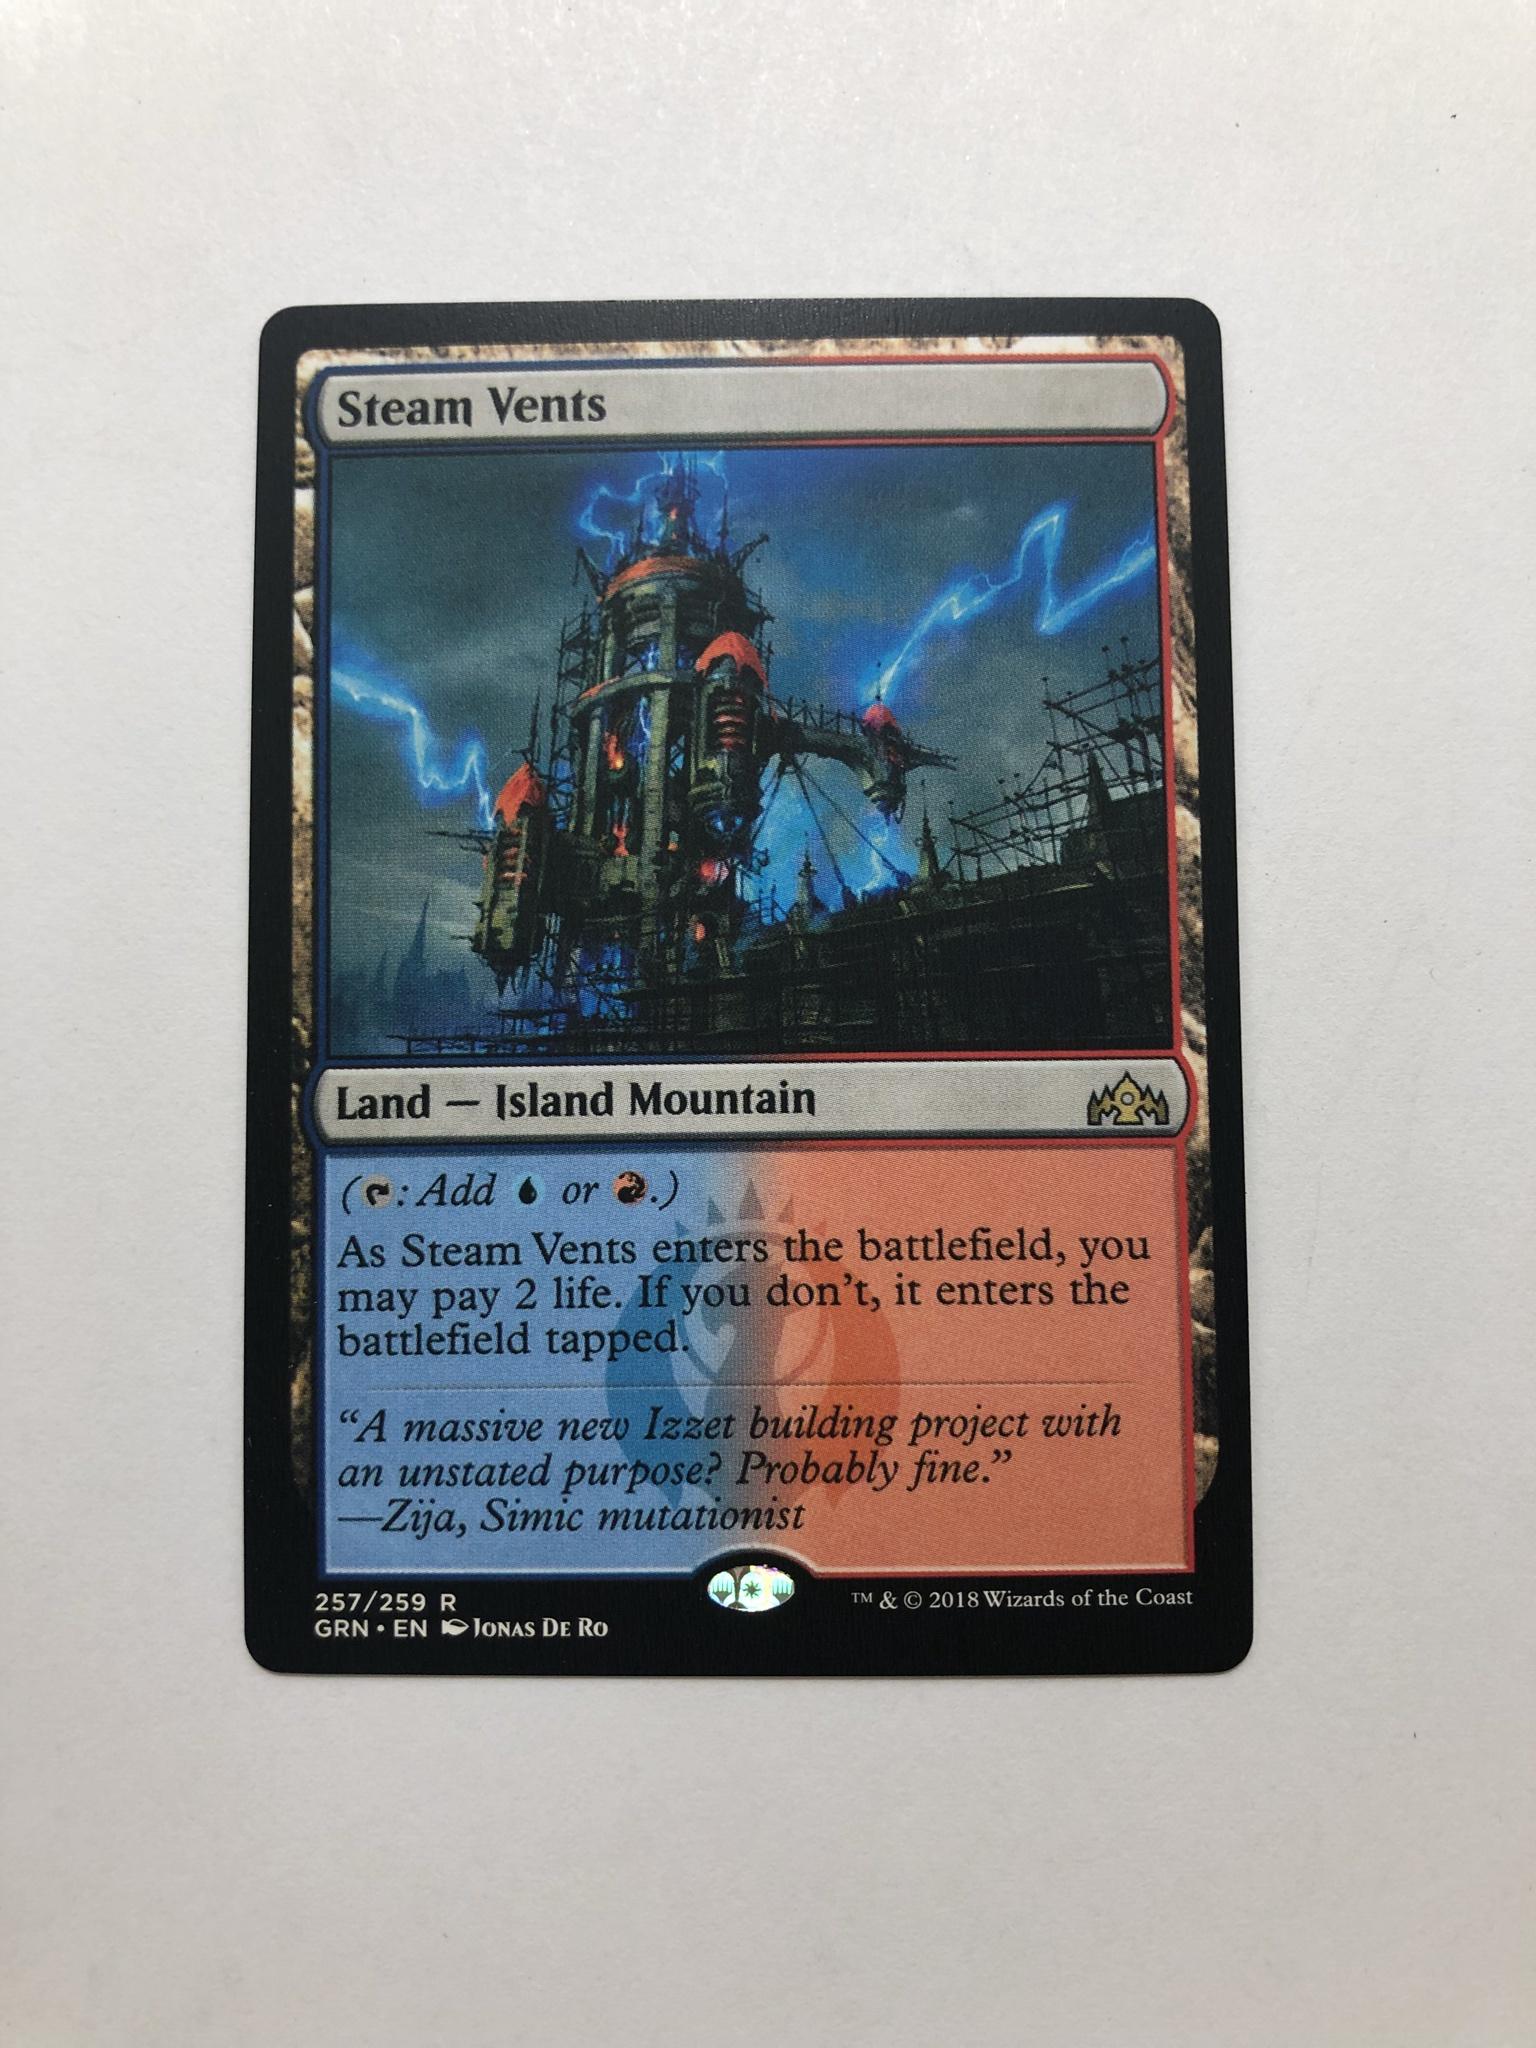 Steam Vents
Land — Island Mountain
(: Add or .)
As Steam Vents enters the battlefield, you
may pay 2 life. If you don't, it enters the
battlefield tapped.
“A massive new Izzet building project with
an unstated purpose? Probably fine.”
—Zija, Simic mutationist
257/259 R
GRN • EN Jonas De Ro
™ & © 2018 Wizards of the Coast